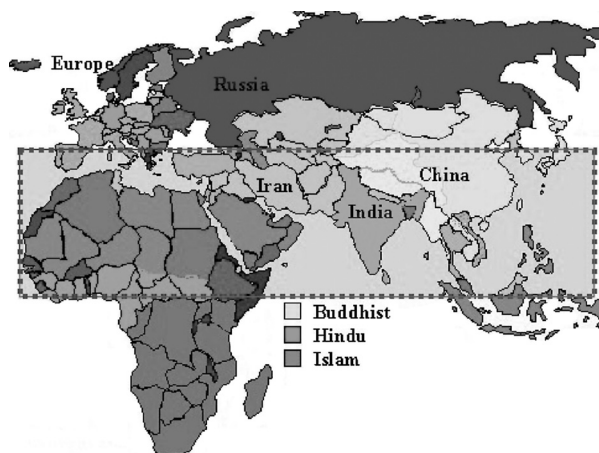 Europe
Russia
China
Iran
India
Buddhist
Hindu
Islam